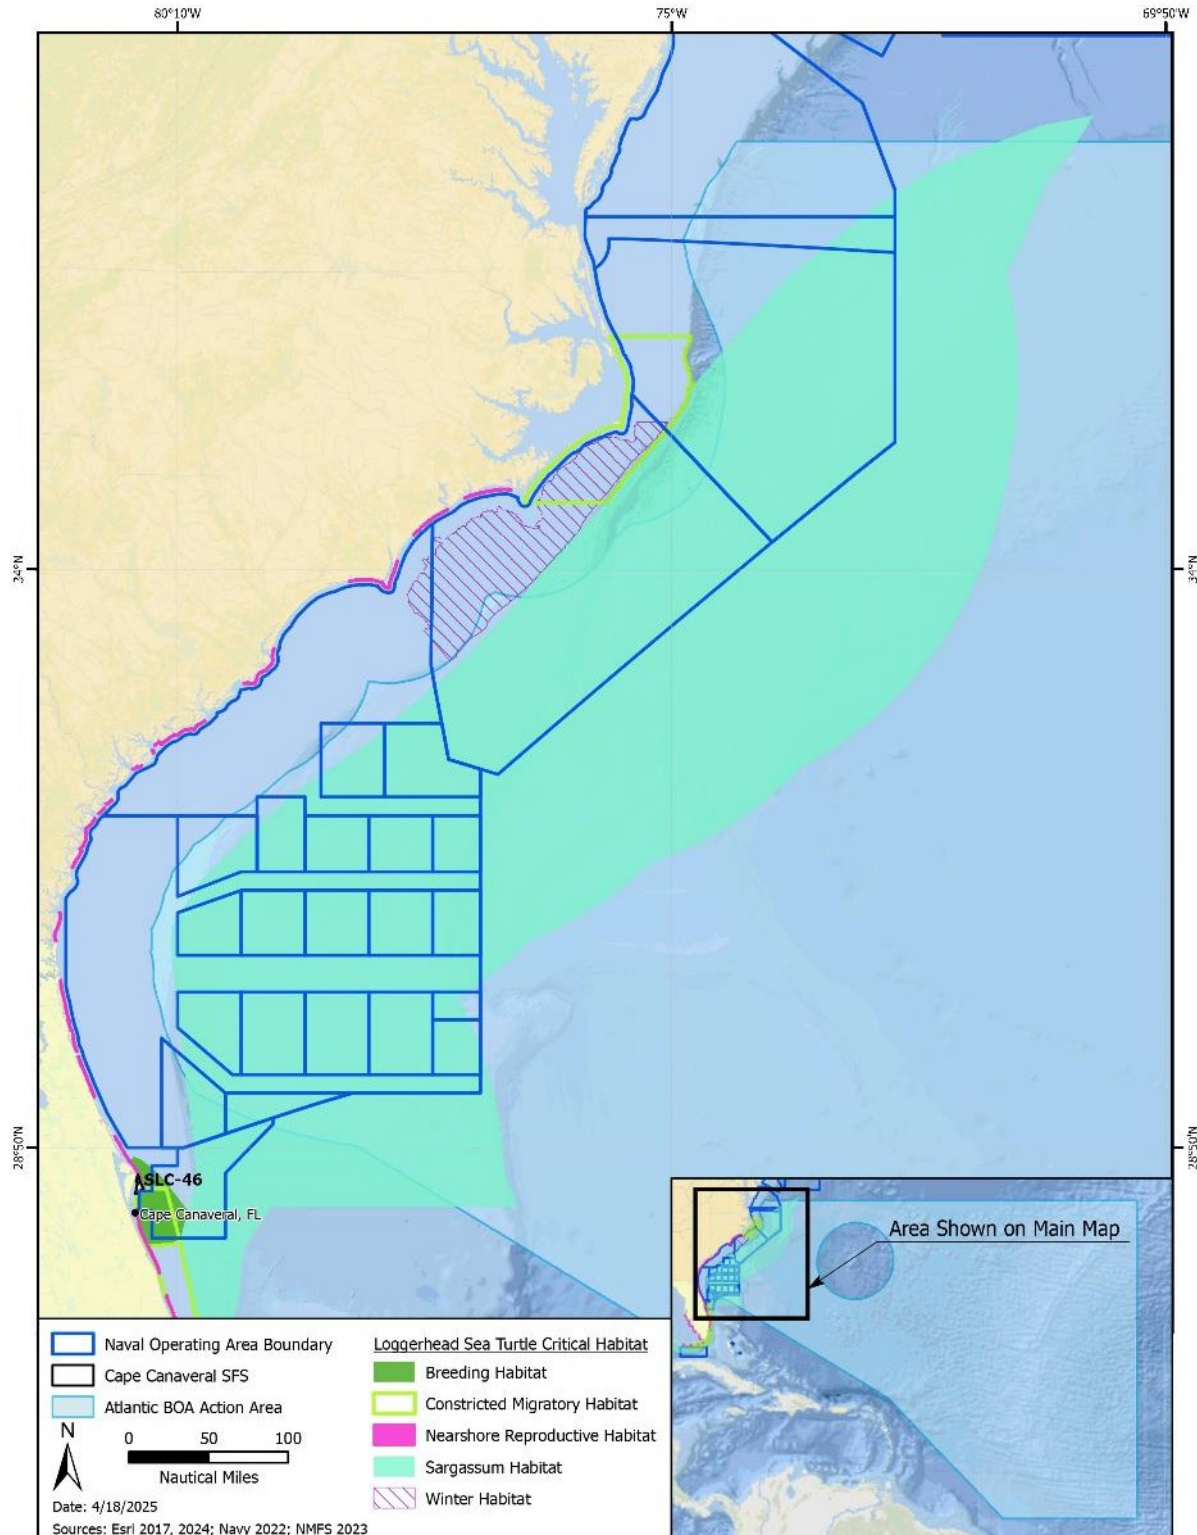 80°10'W 75°W 69°50'W
34°N 34°N
28°50'N 28°50'N
SLC-46
Cape Canaveral, FL
Area Shown on Main Map
Naval Operating Area Boundary
Cape Canaveral SFS
Atlantic BOA Action Area
N
0 50 100
Nautical Miles
Date: 4/18/2025
Sources: Esri 2017, 2024; Navy 2022; NMFS 2023
Loggerhead Sea Turtle Critical Habitat
Breeding Habitat
Constricted Migratory Habitat
Nearshore Reproductive Habitat
Sargassum Habitat
Winter Habitat